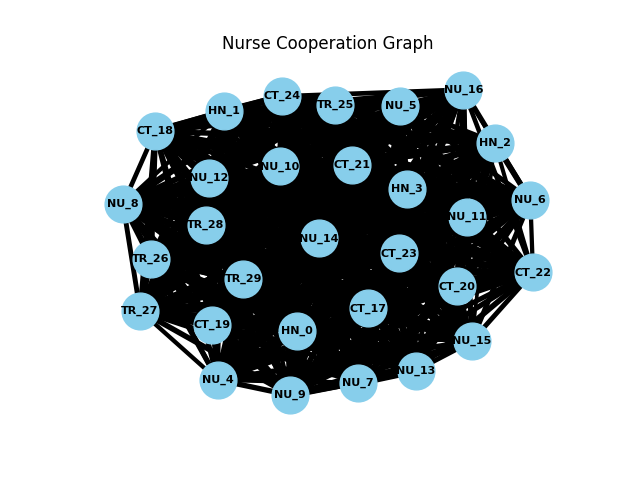 Nurse Cooperation Graph
NU_16
CT_24
TR_25
NU_5
HN_1
CT_18
HN_2
CT_21
NU_10
NU_12
HN_3
NU_6
NU_8
NU_11
TR_28
NU_14
CT_23
TR_26
CT_22
TR_29
CT_20
CT_17
TR_27
CT_19
HN_0
NU_15
NU_13
NU_4
NU_7
NU_9